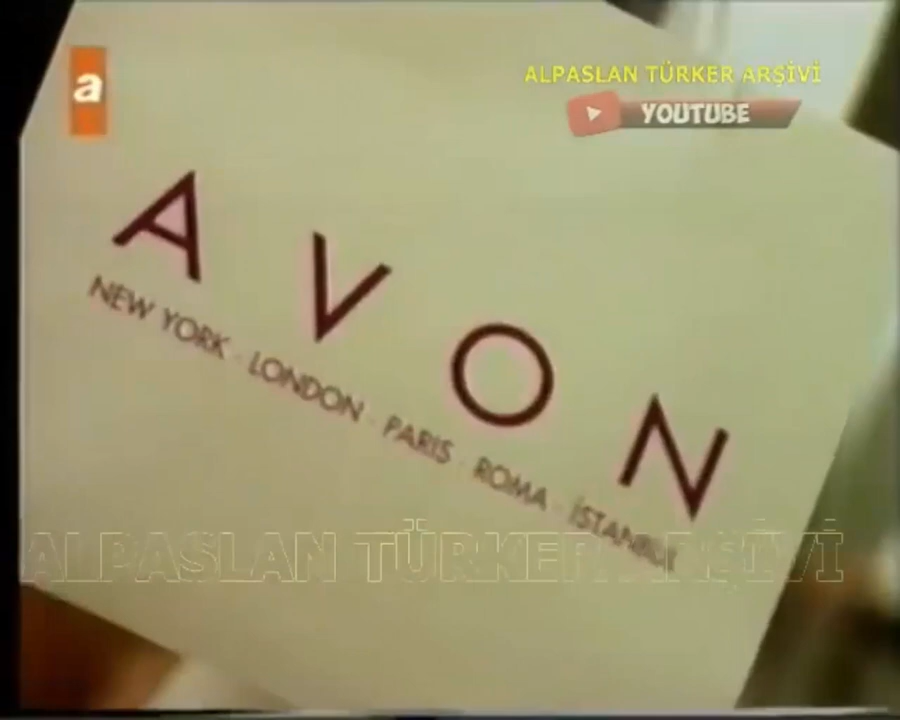 a
ALPASLAN TÜRKER ARŞİVİ
YOUTUBE
AVON
NEW YORK · LONDON · PARIS · ROMA · İSTANBUL
ALPASLAN TÜRKER ARŞİVİ